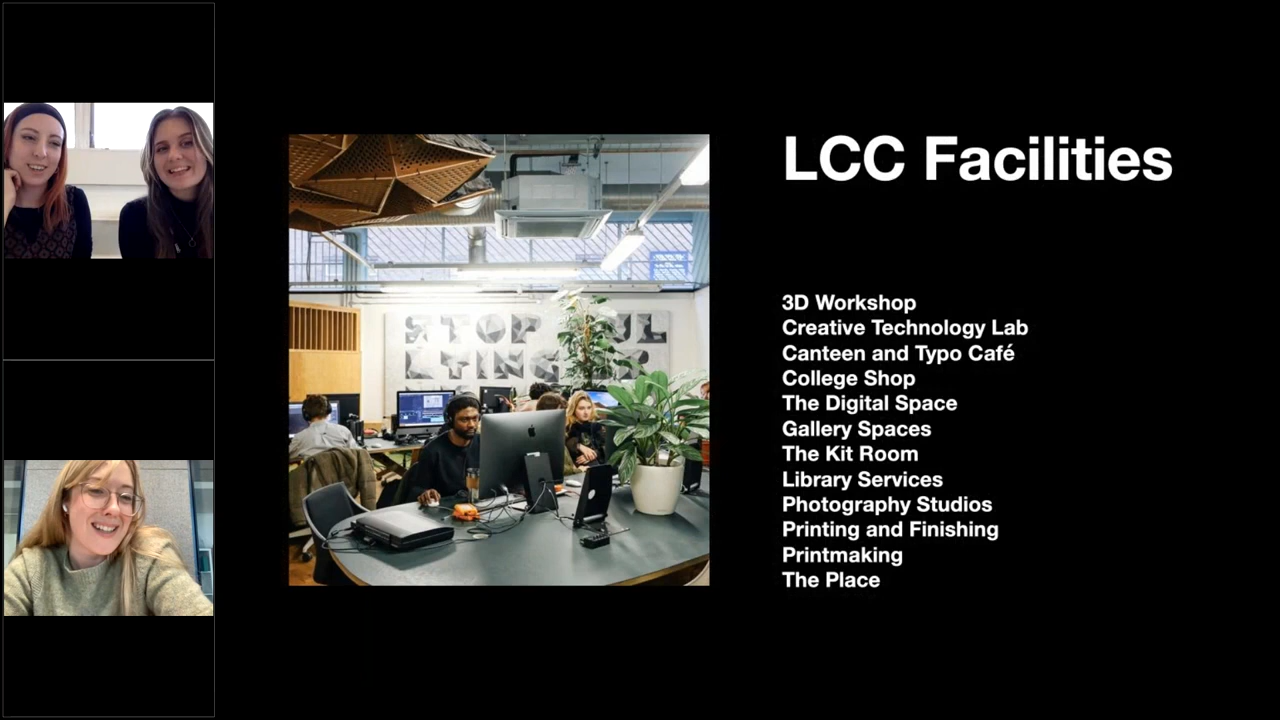 LCC Facilities
3D Workshop
Creative Technology Lab
Canteen and Typo Café
College Shop
The Digital Space
Gallery Spaces
The Kit Room
Library Services
Photography Studios
Printing and Finishing
Printmaking
The Place
STOP